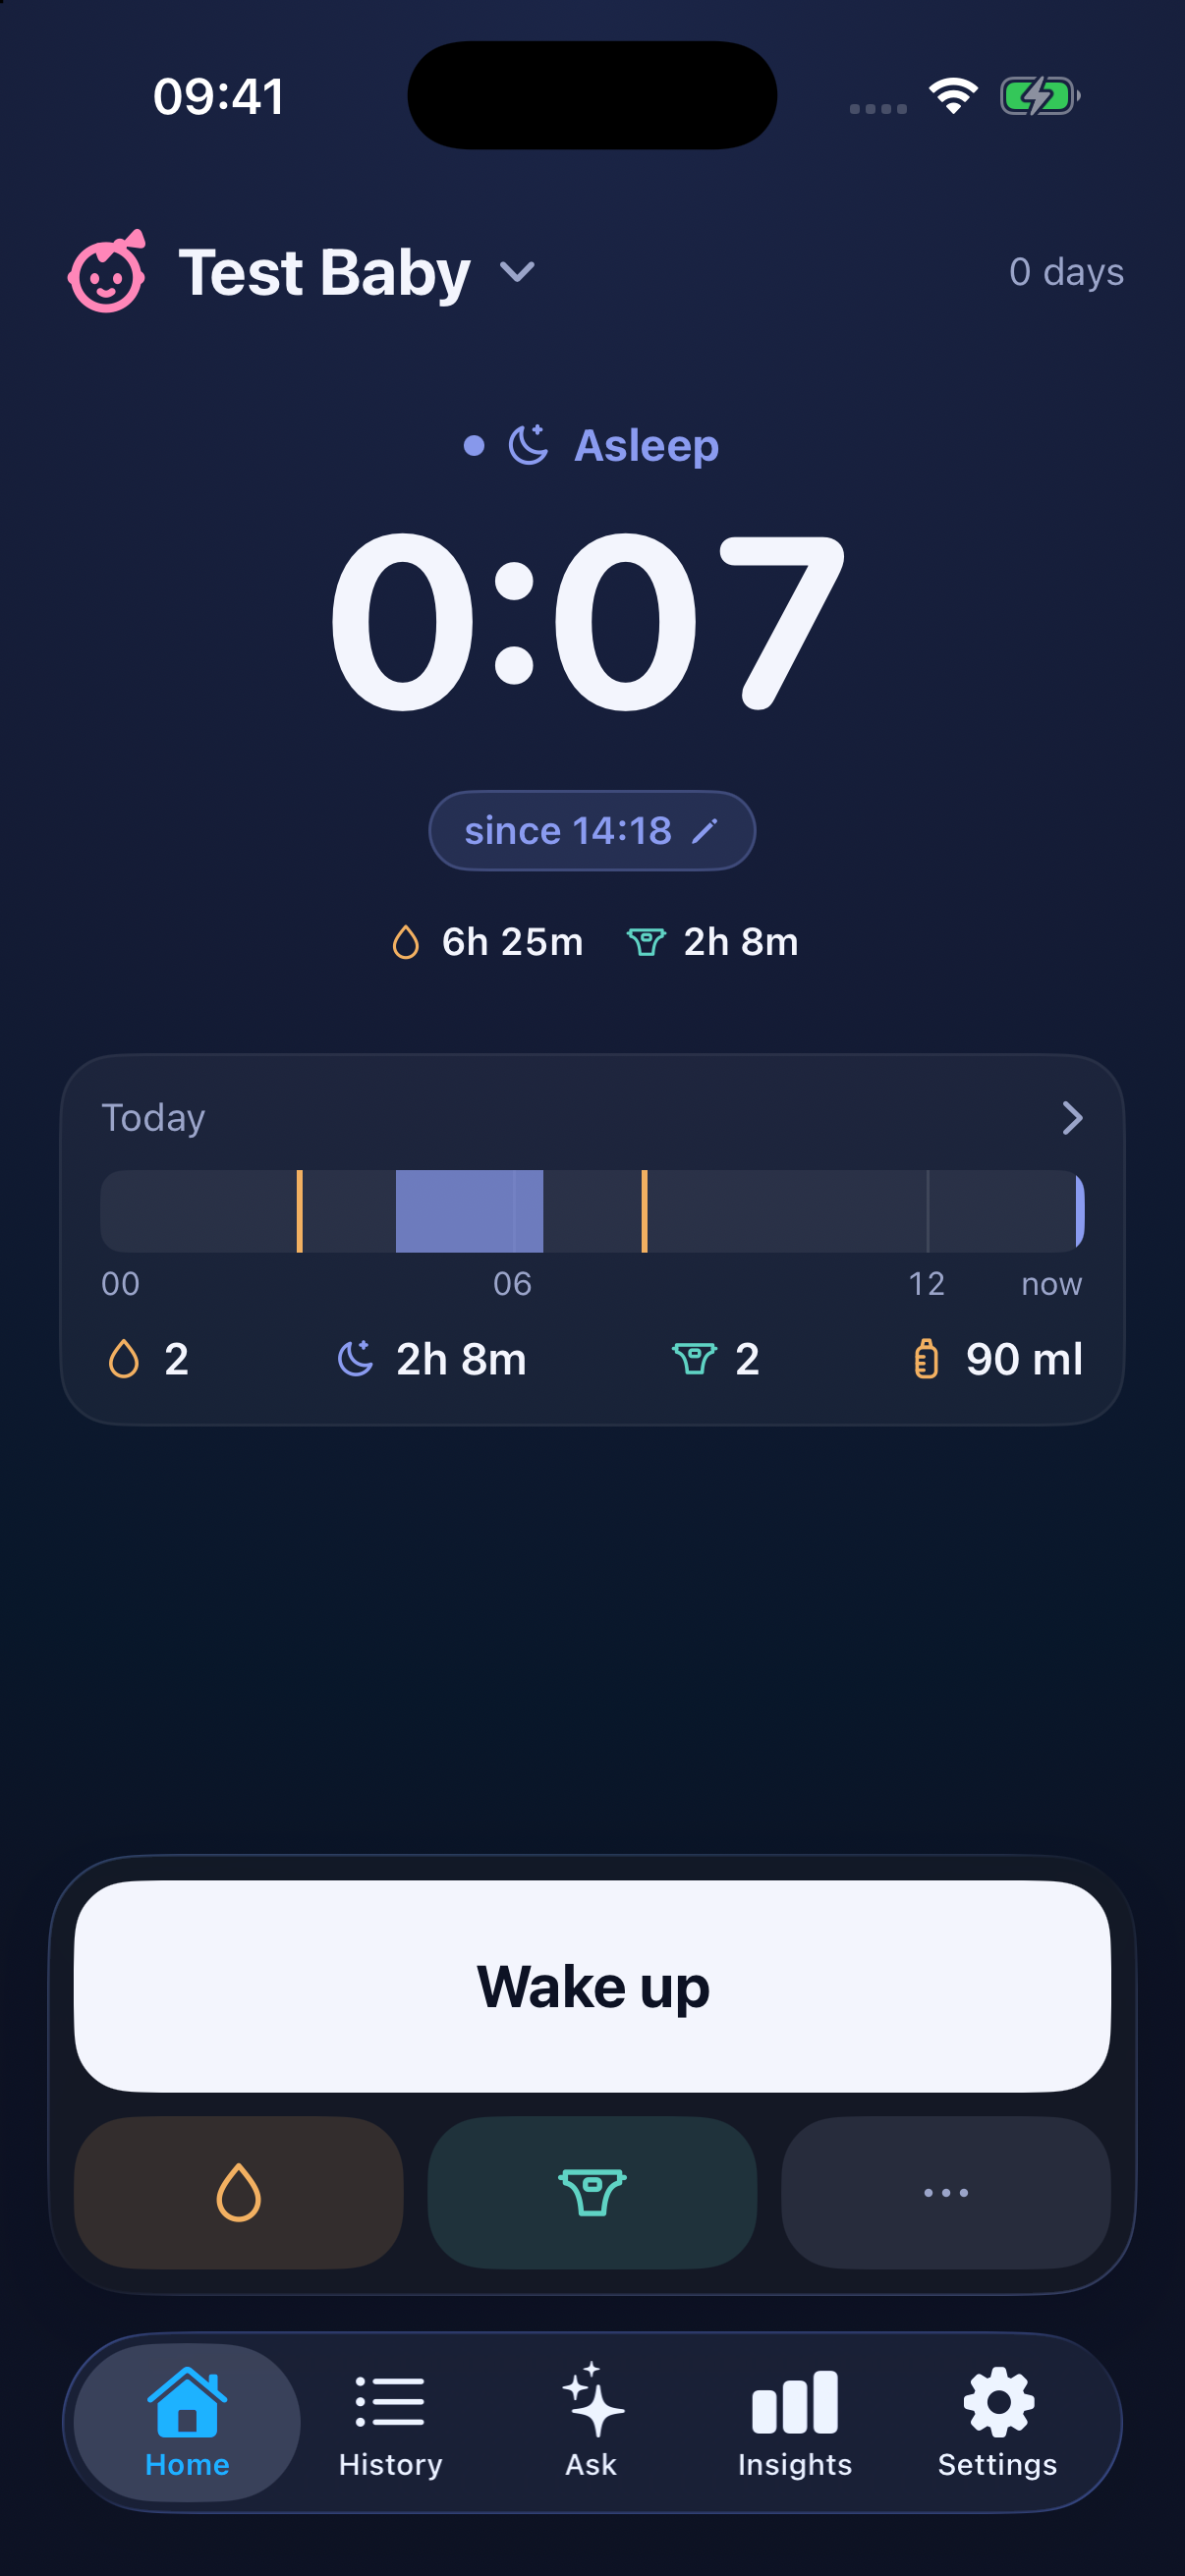 09:41
Test Baby
0 days
Asleep
0:07
since 14:18
6h 25m 2h 8m
Today
00 06 12 now
2 2h 8m 2 90 ml
Wake up
Home History Ask Insights Settings